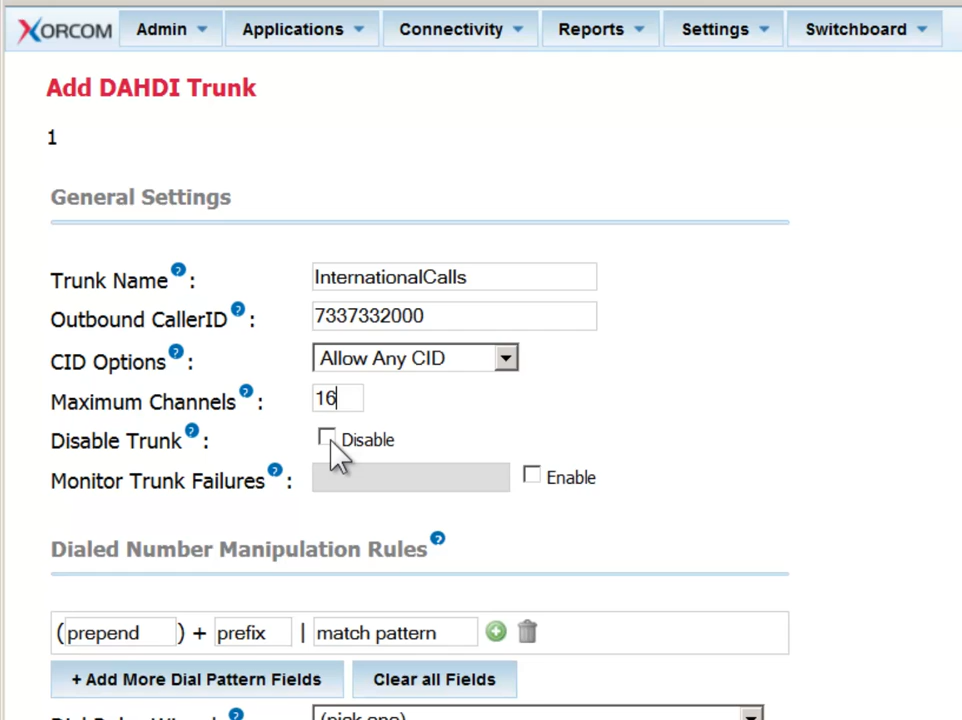 XORCOM Admin Applications Connectivity Reports Settings Switchboard
Add DAHDI Trunk
1
General Settings
Trunk Name? : InternationalCalls
Outbound CallerID? : 7337332000
CID Options? : Allow Any CID
Maximum Channels? : 16
Disable Trunk? : Disable
Monitor Trunk Failures? : Enable
Dialed Number Manipulation Rules?
(prepend) + prefix | match pattern
+ Add More Dial Pattern Fields Clear all Fields
(pick one)